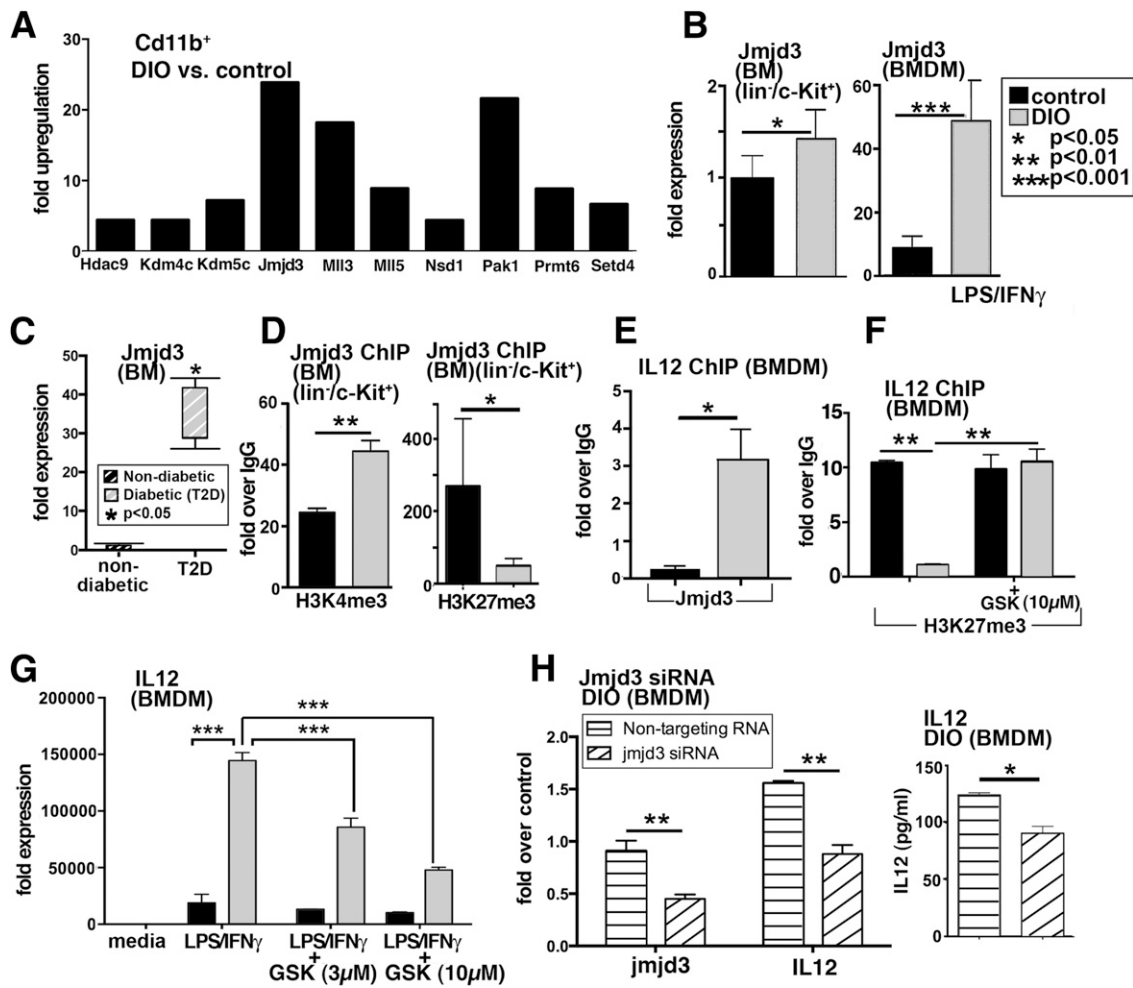 A
Cd11b⁺
DIO vs. control
fold upregulation
30
20
10
0
Hdac9 Kdm4c Kdm5c Jmjd3 Mll3 Mll5 Nsd1 Pak1 Prmt6 Setd4
B
Jmjd3
(BM)
(lin⁻/c-Kit⁺)
fold expression
2
1
0
Jmjd3
(BMDM)
60
40
20
0
*
***
LPS/IFNγ
control
DIO
* p<0.05
** p<0.01
*** p<0.001
C
Jmjd3
(BM)
fold expression
50
40
30
20
10
0
*
Non-diabetic
Diabetic (T2D)
* p<0.05
non-
diabetic
T2D
D
Jmjd3 ChIP
(BM)
(lin⁻/c-Kit⁺)
fold over IgG
60
40
20
0
**
H3K4me3
Jmjd3 ChIP
(BM)(lin⁻/c-Kit⁺)
400
200
0
*
H3K27me3
E
IL12 ChIP (BMDM)
fold over IgG
5
4
3
2
1
0
*
Jmjd3
F
IL12 ChIP
(BMDM)
fold over IgG
15
10
5
0
** **
+
GSK (10µM)
H3K27me3
G
IL12
(BMDM)
fold expression
200000
150000
100000
50000
0
***
***
***
media LPS/IFNγ LPS/IFNγ LPS/IFNγ
+ +
GSK (3µM) GSK (10µM)
H
Jmjd3 siRNA
DIO (BMDM)
Non-targeting RNA
jmjd3 siRNA
fold over control
2.0
1.5
1.0
0.5
0.0
**
**
jmjd3 IL12
IL12
DIO (BMDM)
IL12 (pg/ml)
150
100
50
0
*